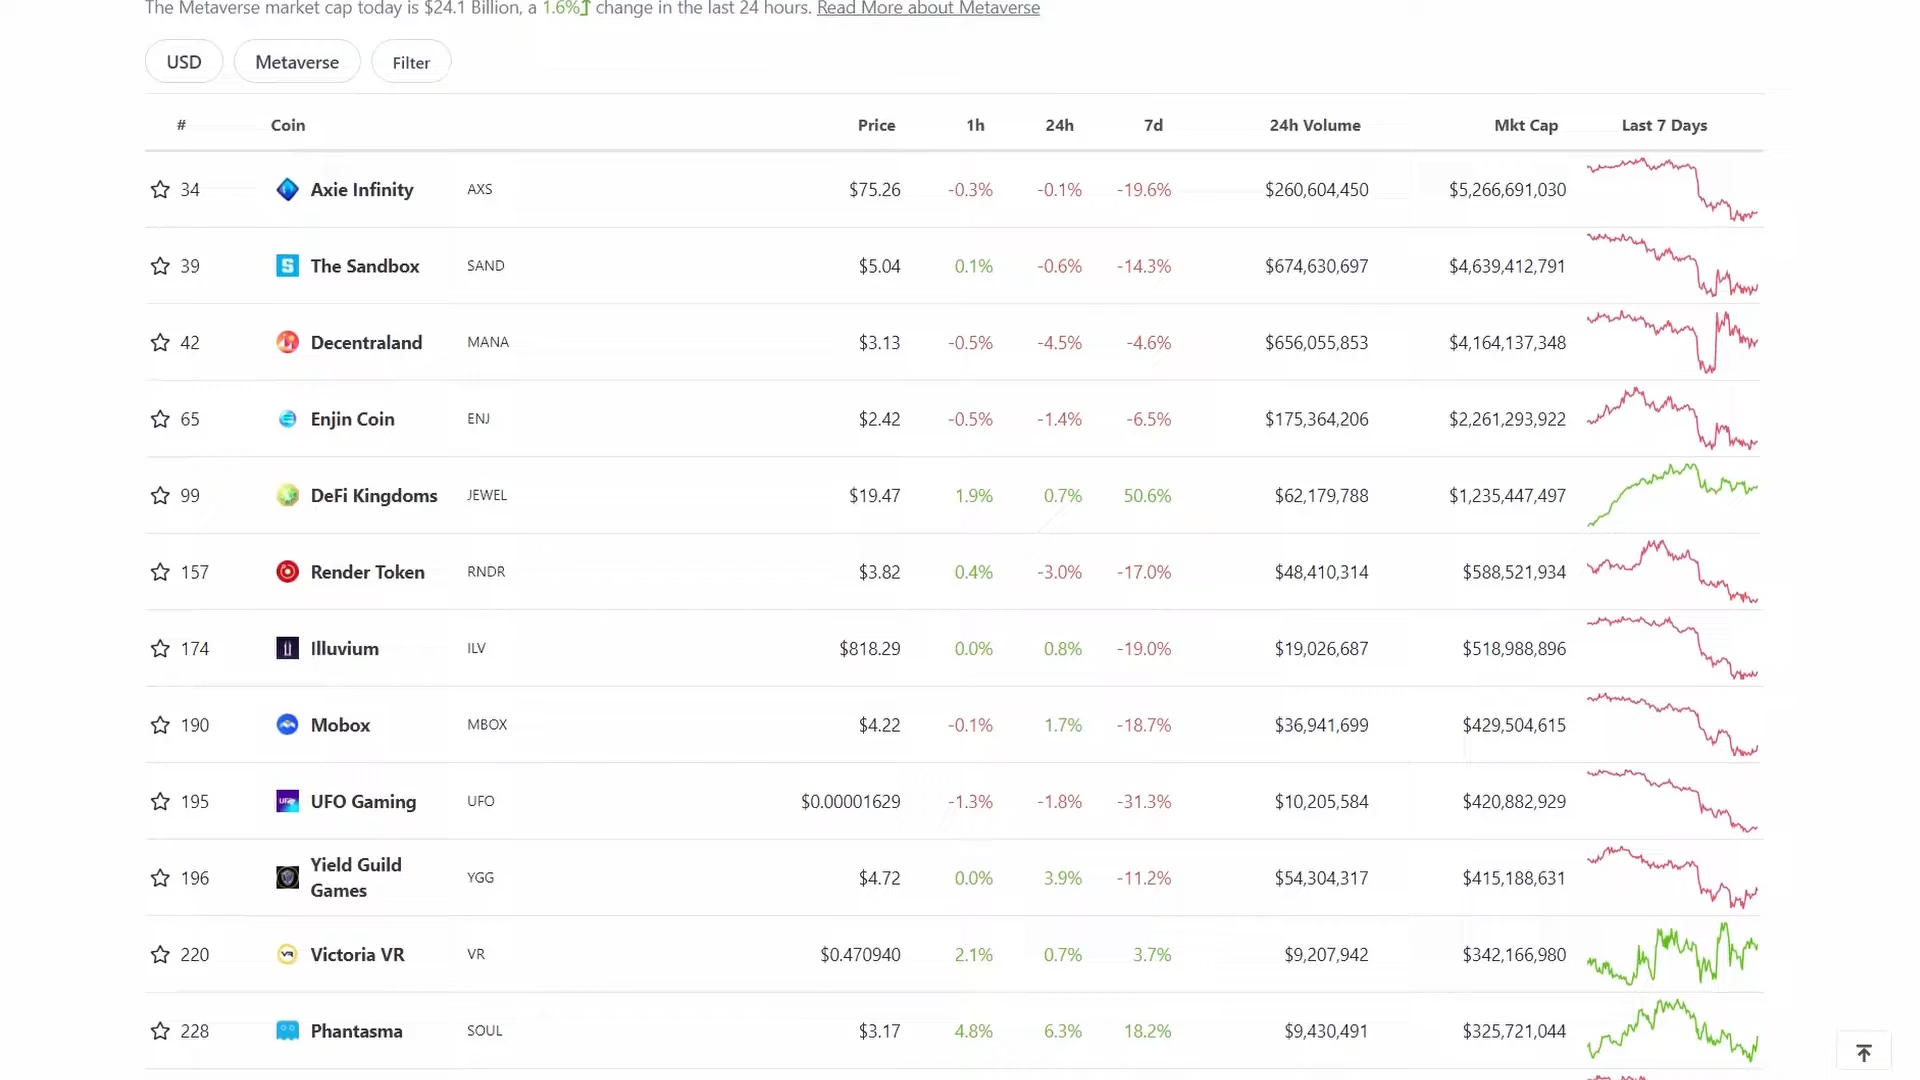 The Metaverse market cap today is $24.1 Billion, a 1.6% change in the last 24 hours. Read More about Metaverse
USD Metaverse Filter
# Coin Price 1h 24h 7d 24h Volume Mkt Cap Last 7 Days
34 Axie Infinity AXS $75.26 -0.3% -0.1% -19.6% $260,604,450 $5,266,691,030
39 The Sandbox SAND $5.04 0.1% -0.6% -14.3% $674,630,697 $4,639,412,791
42 Decentraland MANA $3.13 -0.5% -4.5% -4.6% $656,055,853 $4,164,137,348
65 Enjin Coin ENJ $2.42 -0.5% -1.4% -6.5% $175,364,206 $2,261,293,922
99 DeFi Kingdoms JEWEL $19.47 1.9% 0.7% 50.6% $62,179,788 $1,235,447,497
157 Render Token RNDR $3.82 0.4% -3.0% -17.0% $48,410,314 $588,521,934
174 Illuvium ILV $818.29 0.0% 0.8% -19.0% $19,026,687 $518,988,896
190 Mobox MBOX $4.22 -0.1% 1.7% -18.7% $36,941,699 $429,504,615
195 UFO Gaming UFO $0.00001629 -1.3% -1.8% -31.3% $10,205,584 $420,882,929
196 Yield Guild Games YGG $4.72 0.0% 3.9% -11.2% $54,304,317 $415,188,631
220 Victoria VR VR $0.470940 2.1% 0.7% 3.7% $9,207,942 $342,166,980
228 Phantasma SOUL $3.17 4.8% 6.3% 18.2% $9,430,491 $325,721,044